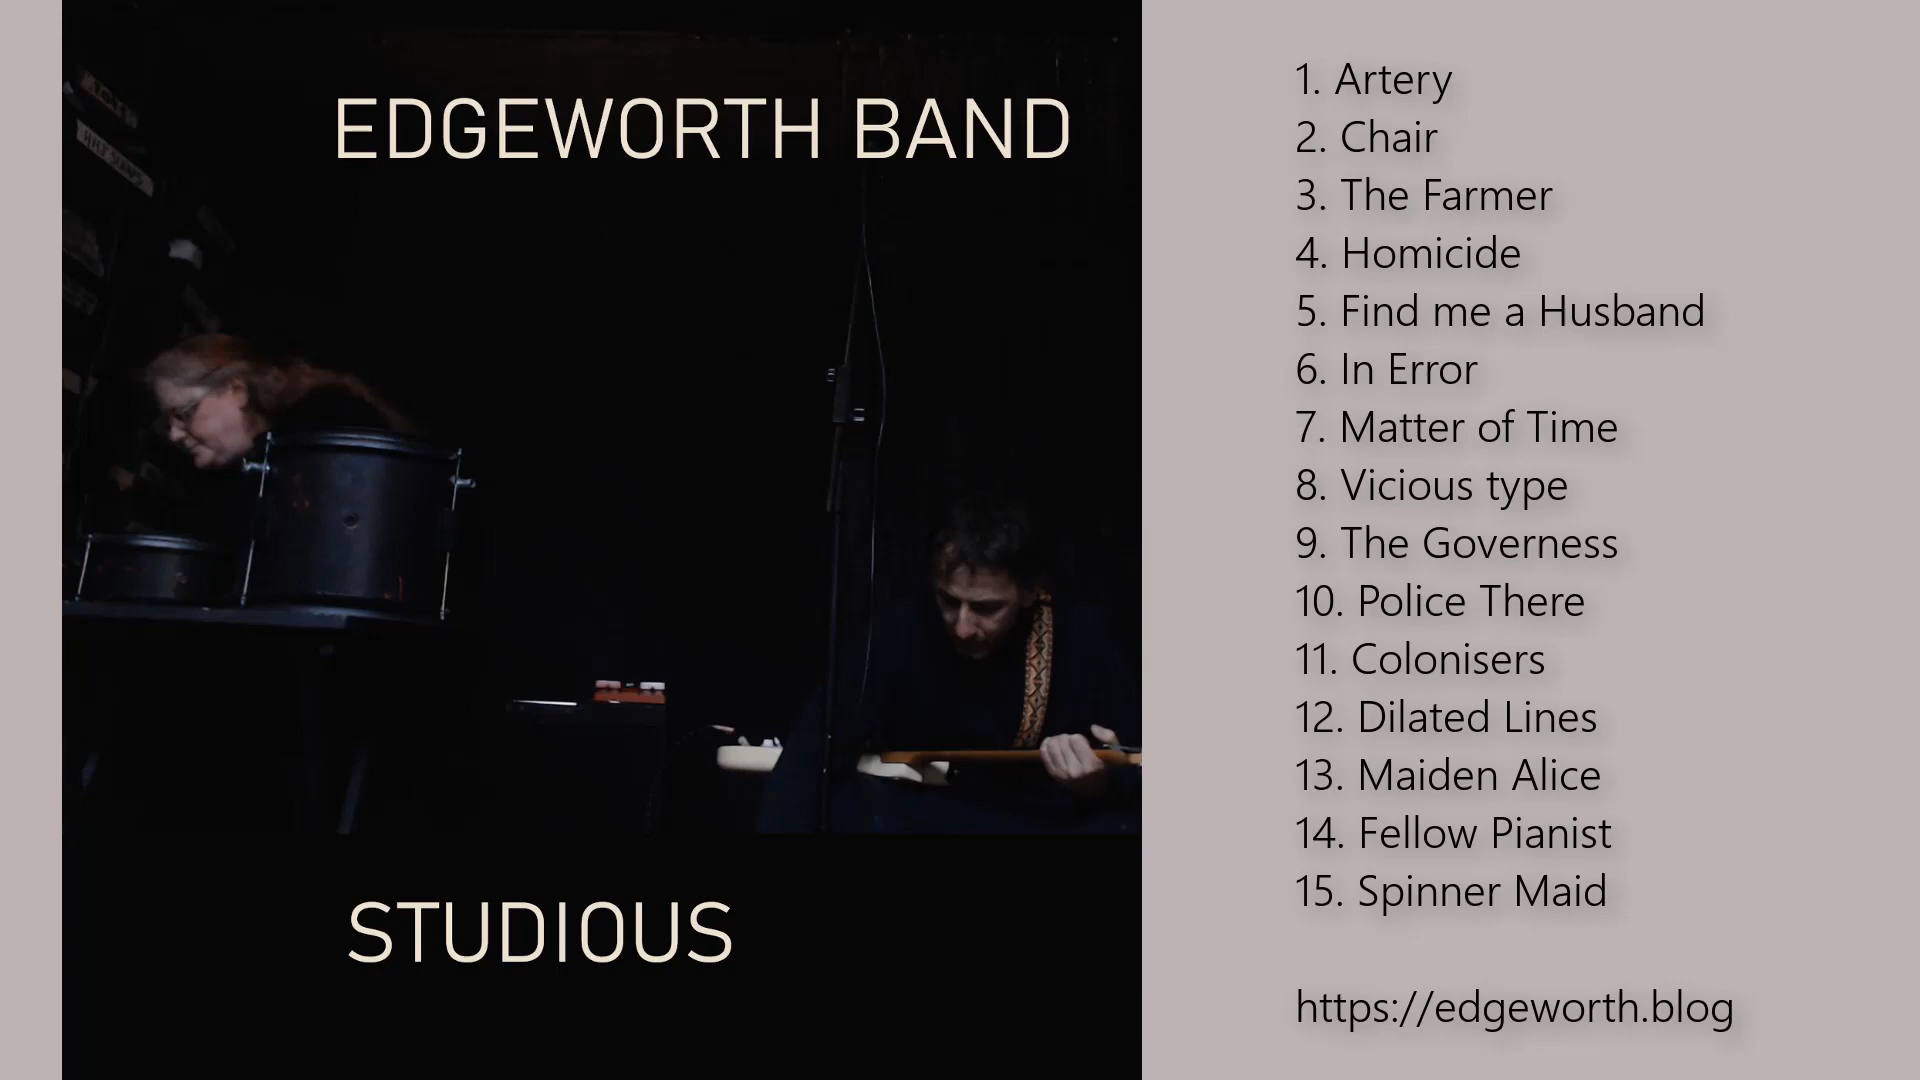 EDGEWORTH BAND
STUDIOUS
1. Artery
2. Chair
3. The Farmer
4. Homicide
5. Find me a Husband
6. In Error
7. Matter of Time
8. Vicious type
9. The Governess
10. Police There
11. Colonisers
12. Dilated Lines
13. Maiden Alice
14. Fellow Pianist
15. Spinner Maid
https://edgeworth.blog